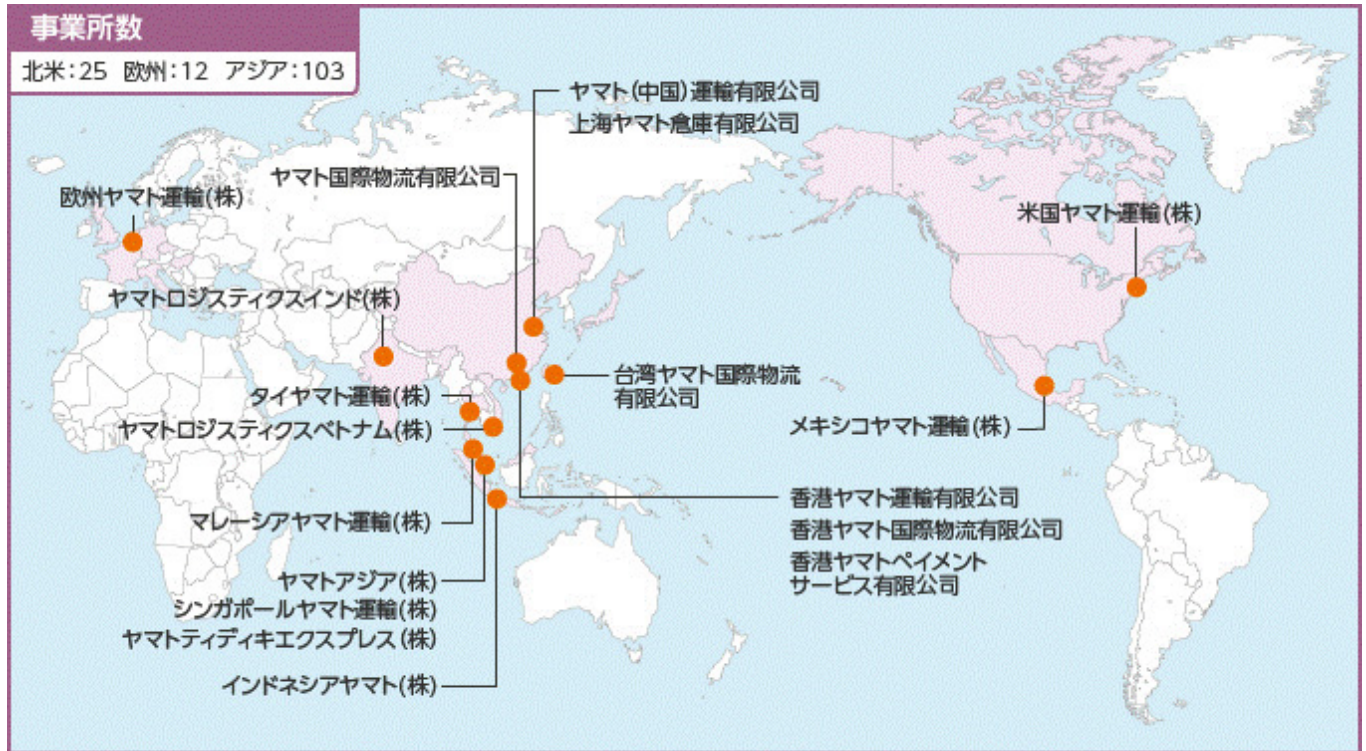 事業所数
北米:25 欧州:12 アジア:103
ヤマト(中国)運輸有限公司
上海ヤマト倉庫有限公司
ヤマト国際物流有限公司
欧州ヤマト運輸(株)
米国ヤマト運輸(株)
ヤマトロジスティクスインド(株)
台湾ヤマト国際物流
有限公司
タイヤマト運輸(株)
ヤマトロジスティクスベトナム(株)
メキシコヤマト運輸(株)
マレーシアヤマト運輸(株)
香港ヤマト運輸有限公司
香港ヤマト国際物流有限公司
香港ヤマトペイメント
サービス有限公司
ヤマトアジア(株)
シンガポールヤマト運輸(株)
ヤマトティディキエクスプレス(株)
インドネシアヤマト(株)